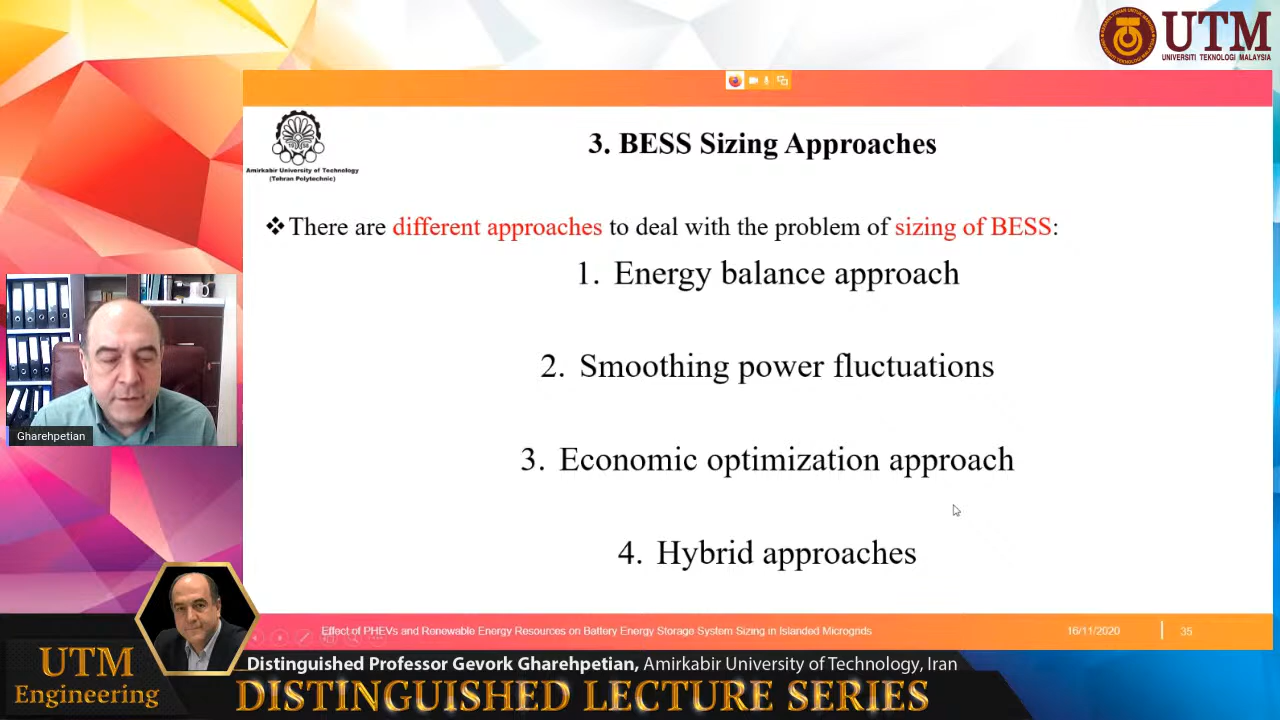 UTM
UNIVERSITI TEKNOLOGI MALAYSIA
Amirkabir University of Technology
(Tehran Polytechnic)
3. BESS Sizing Approaches
❖There are different approaches to deal with the problem of sizing of BESS:
1. Energy balance approach
2. Smoothing power fluctuations
3. Economic optimization approach
4. Hybrid approaches
Gharehpetian
Effect of PHEVs and Renewable Energy Resources on Battery Energy Storage System Sizing in Islanded Microgrids
16/11/2020
35
UTM
Engineering
Distinguished Professor Gevork Gharehpetian, Amirkabir University of Technology, Iran
DISTINGUISHED LECTURE SERIES